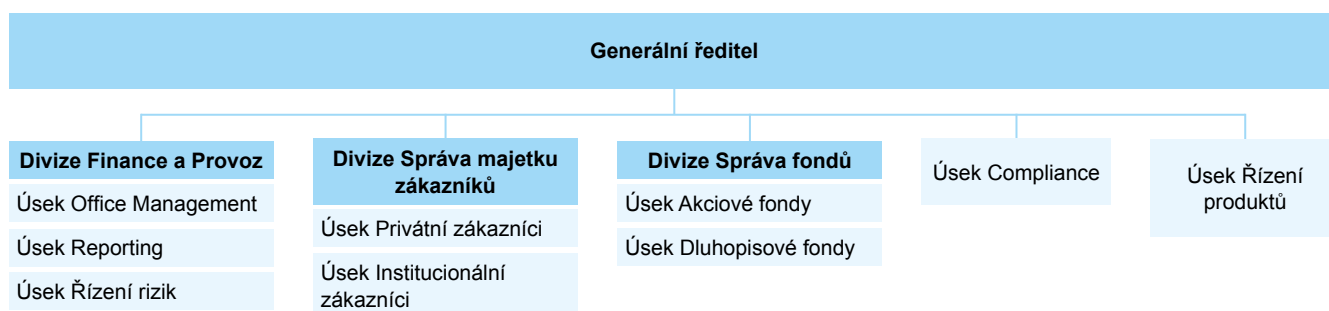 Generální ředitel
Divize Finance a Provoz
Úsek Office Management
Úsek Reporting
Úsek Řízení rizik
Divize Správa majetku
zákazníků
Úsek Privátní zákazníci
Úsek Institucionální
zákazníci
Divize Správa fondů
Úsek Akciové fondy
Úsek Dluhopisové fondy
Úsek Compliance
Úsek Řízení
produktů